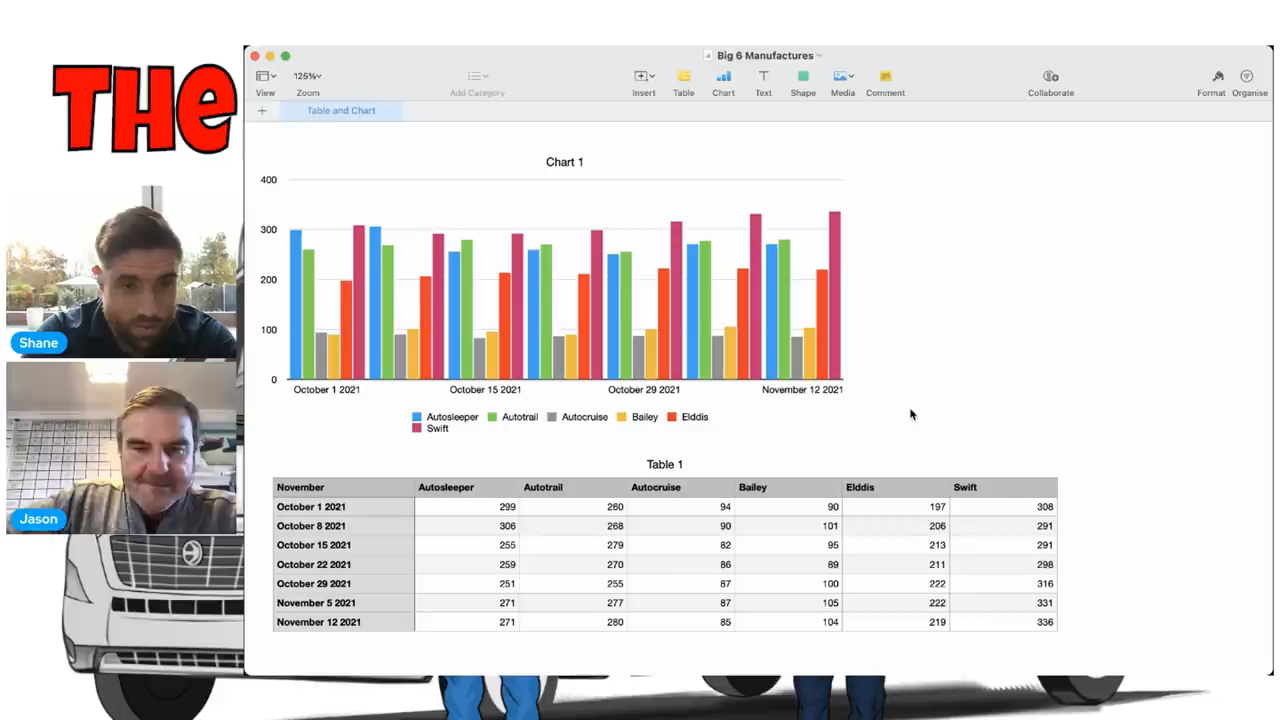 THe
Shane
Jason
Big 6 Manufactures
125%
View
Zoom
Add Category
Insert
Table
Chart
Text
Shape
Media
Comment
Collaborate
Format
Organise
Table and Chart
Chart 1
400
300
200
100
0
October 1 2021
October 15 2021
October 29 2021
November 12 2021
Autosleeper Autotrail Autocruise Bailey Elddis
Swift
Table 1
November Autosleeper Autotrail Autocruise Bailey Elddis Swift
October 1 2021 299 260 94 90 197 308
October 8 2021 306 268 90 101 206 291
October 15 2021 255 279 82 95 213 291
October 22 2021 259 270 86 89 211 298
October 29 2021 251 255 87 100 222 316
November 5 2021 271 277 87 105 222 331
November 12 2021 271 280 85 104 219 336